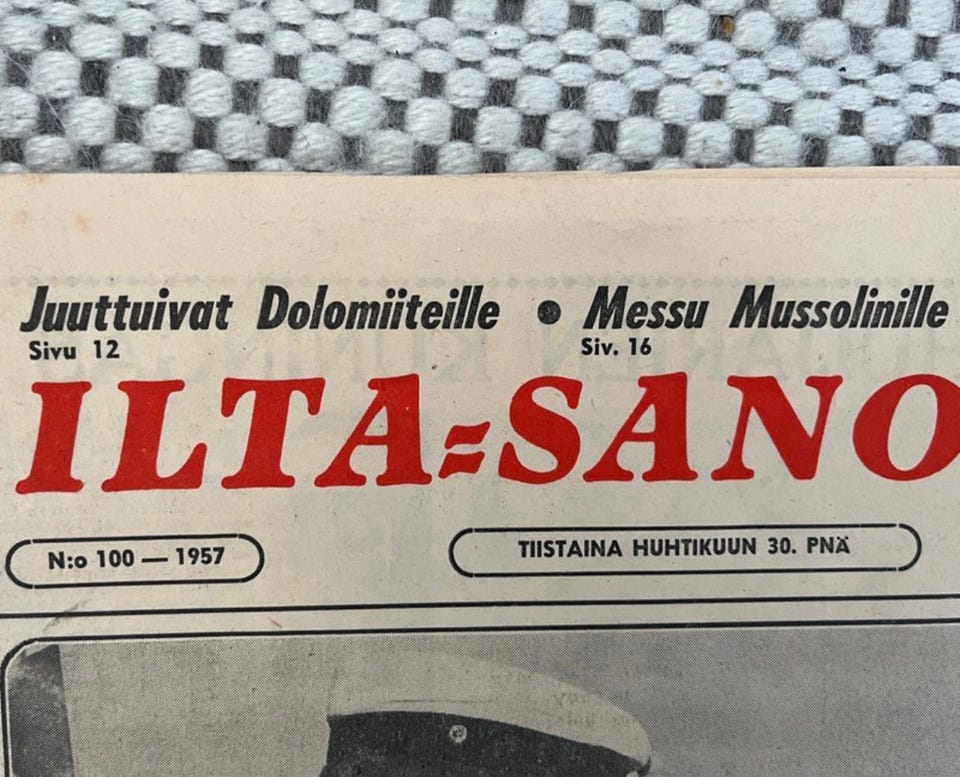 Juuttuivat Dolomiiteille ● Messu Mussolinille
Sivu 12 Siv. 16
ILTA=SANO
N:o 100 — 1957 TIISTAINA HUHTIKUUN 30. PNÄ